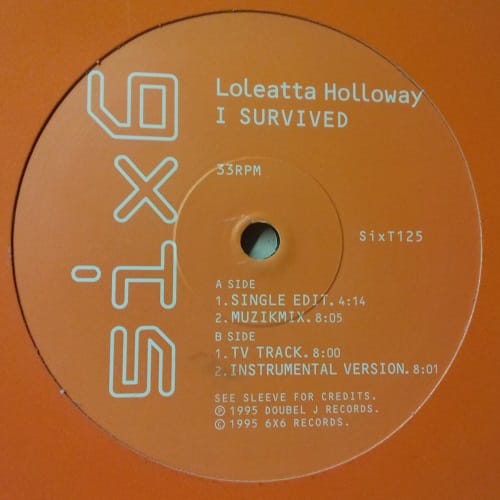 six6
Loleatta Holloway
I SURVIVED
33RPM
SixT125
A SIDE
1.SINGLE EDIT.4:14
2.MUZIKMIX.8:05
B SIDE
1.TV TRACK.8:00
2.INSTRUMENTAL VERSION.8:01
SEE SLEEVE FOR CREDITS.
Ⓟ 1995 DOUBEL J RECORDS.
© 1995 6X6 RECORDS.